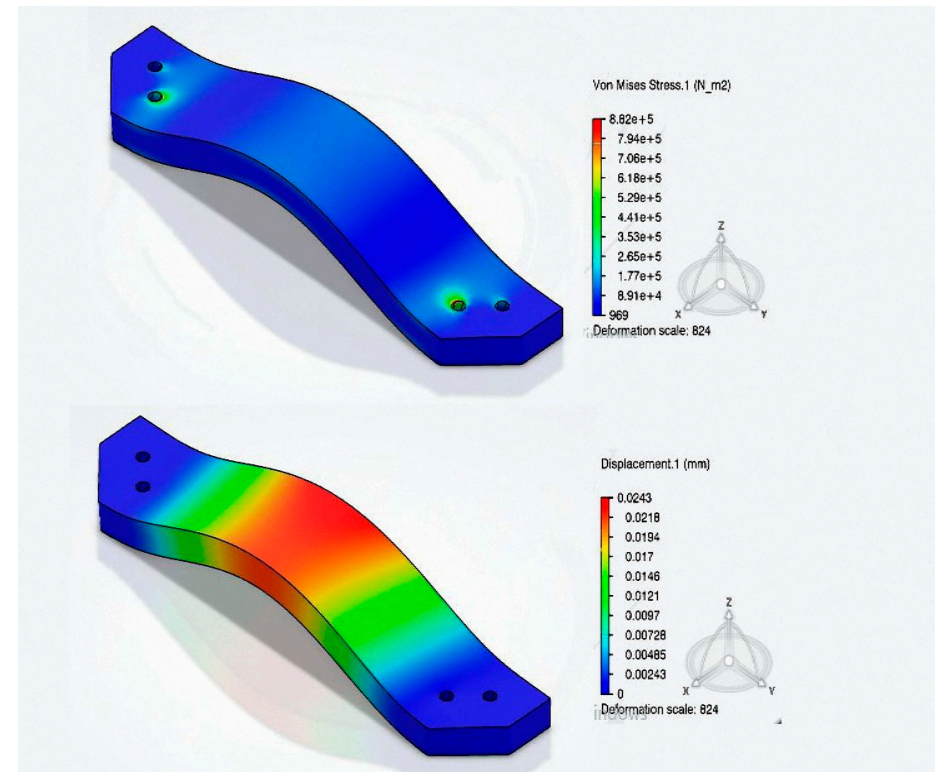 Von Mises Stress.1 (N_m2)
8.82e+5
7.94e+5
7.06e+5
6.18e+5
5.29e+5
4.41e+5
3.53e+5
2.65e+5
1.77e+5
8.91e+4
969
Deformation scale: 824
Z
X
Y
Displacement.1 (mm)
0.0243
0.0218
0.0194
0.017
0.0146
0.0121
0.0097
0.00728
0.00485
0.00243
0
Deformation scale: 824
indows
Z
X
Y